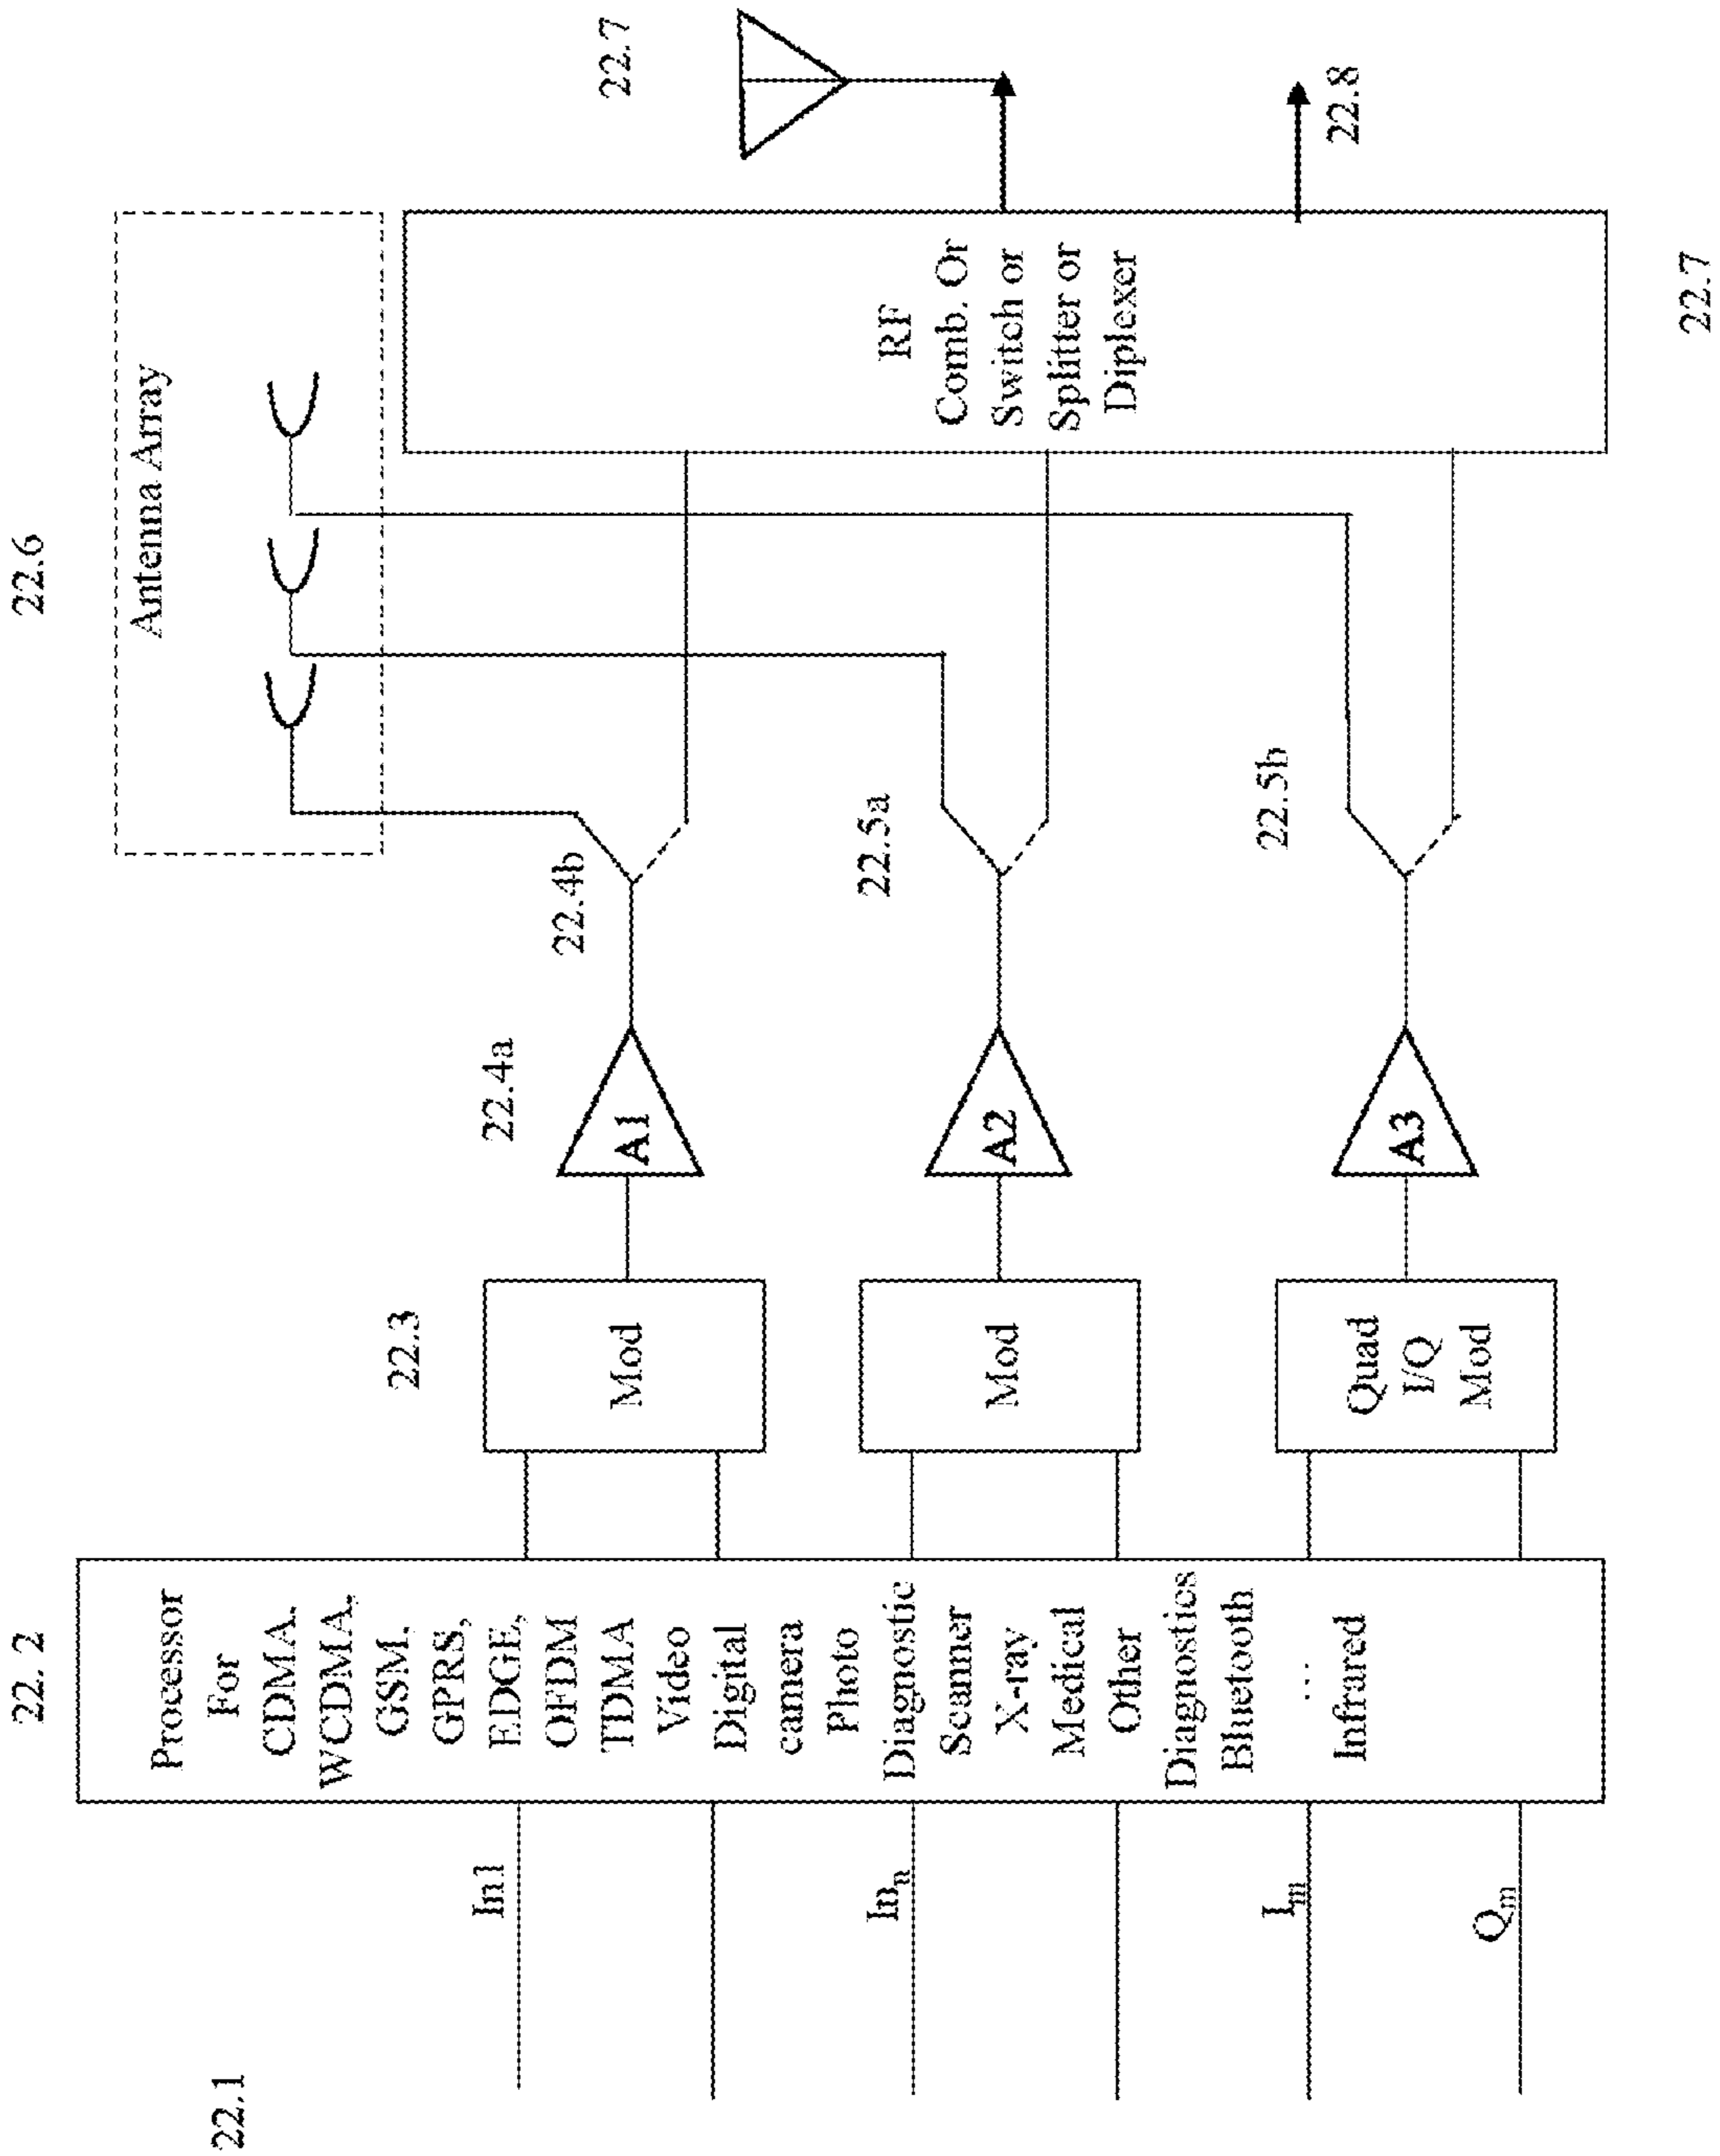 22.1
In1
In_n
I_m
Q_m
22. 2
Processor
For
CDMA,
WCDMA,
GSM,
GPRS,
EDGE,
OFDM
TDMA
Video
Digital
camera
Photo
Diagnostic
Scanner
X-ray
Medical
Other
Diagnostics
Bluetooth
...
Infrared
22.3
Mod
Mod
Quad
I/Q
Mod
22.4a
A1
A2
A3
22.4b
22.5a
22.5b
22.6
Antenna Array
RF
Comb. Or
Switch or
Splitter or
Diplexer
22.7
22.7
22.8